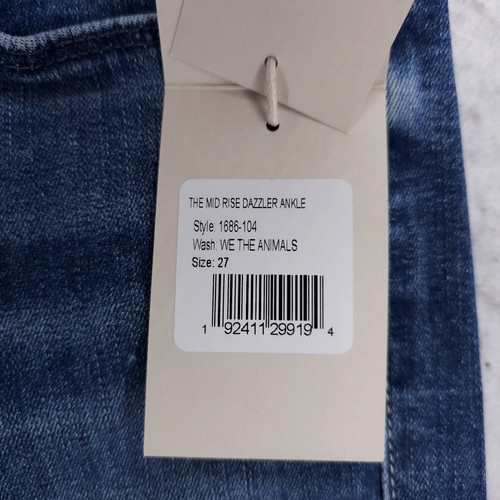 THE MID RISE DAZZLER ANKLE
Style: 1686-104
Wash: WE THE ANIMALS
Size: 27
1 92411 29919 4